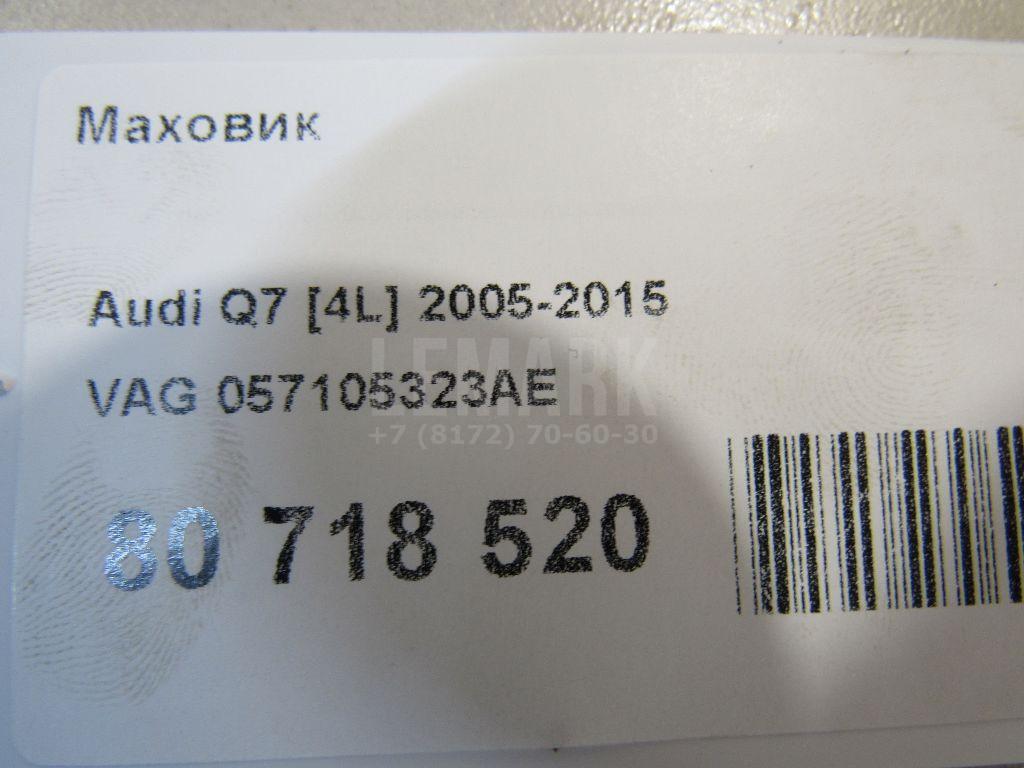 Маховик
Audi Q7 [4L] 2005-2015
VAG 057105323AE
LEMARK
+7 (8172) 70-60-30
80 718 520